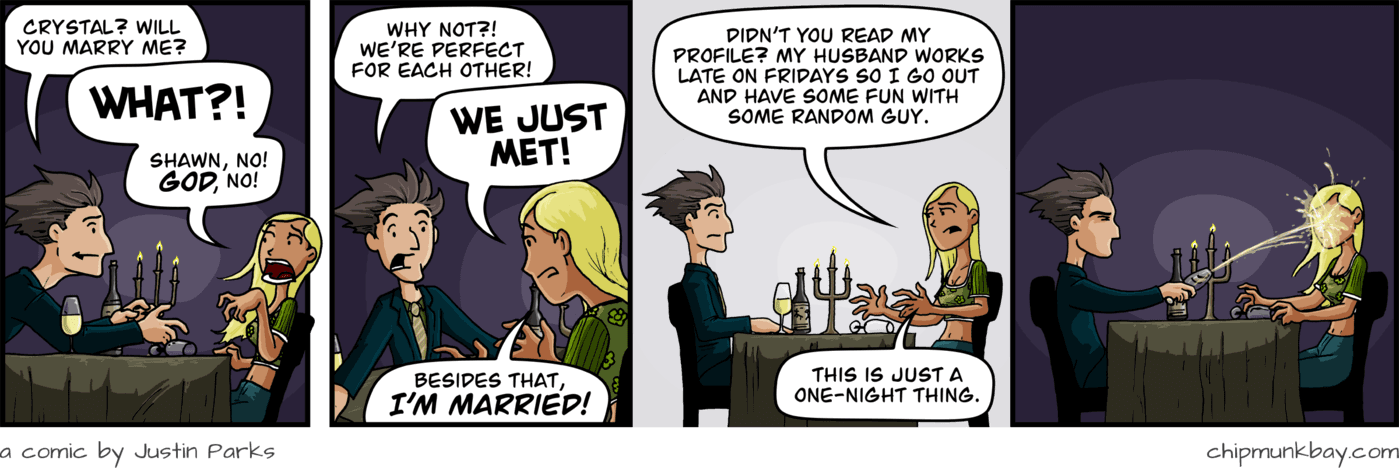 CRYSTAL? WILL
YOU MARRY ME?
WHAT?!
SHAWN, NO!
GOD, NO!
WHY NOT?!
WE'RE PERFECT
FOR EACH OTHER!
WE JUST
MET!
BESIDES THAT,
I'M MARRIED!
DIDN'T YOU READ MY
PROFILE? MY HUSBAND WORKS
LATE ON FRIDAYS SO I GO OUT
AND HAVE SOME FUN WITH
SOME RANDOM GUY.
THIS IS JUST A
ONE-NIGHT THING.
a comic by Justin Parks
chipmunkbay.com